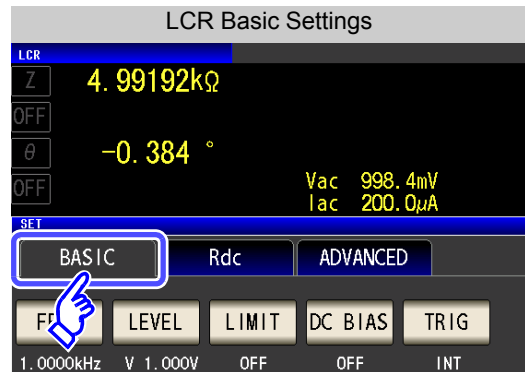 LCR Basic Settings
LCR
Z 4.99192kΩ
OFF
θ -0.384 °
OFF
Vac 998.4mV
Iac 200.0µA
SET
BASIC Rdc ADVANCED
LEVEL LIMIT DC BIAS TRIG
1.0000kHz V 1.000V OFF OFF INT